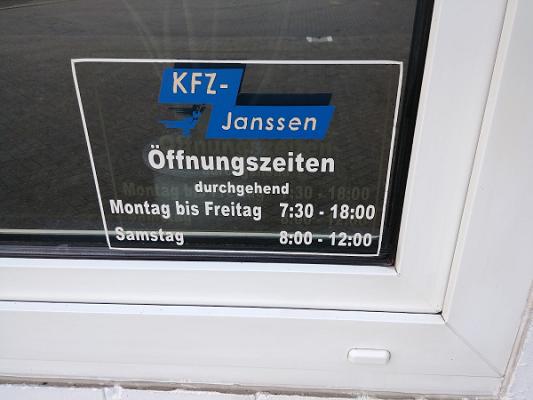 KFZ-
Janssen
Öffnungszeiten
durchgehend
Montag bis Freitag 7:30 - 18:00
Samstag 8:00 - 12:00